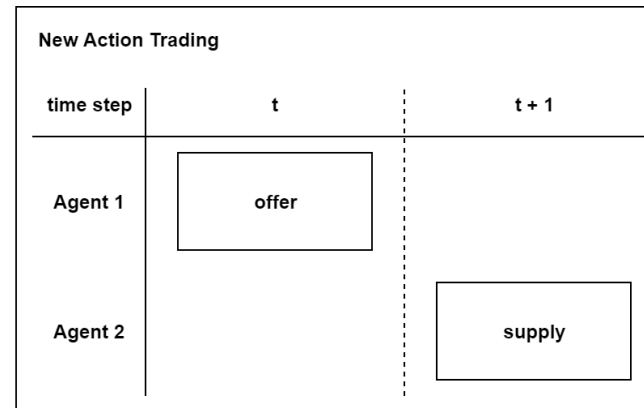 New Action Trading
time step t t + 1
Agent 1 offer
Agent 2 supply